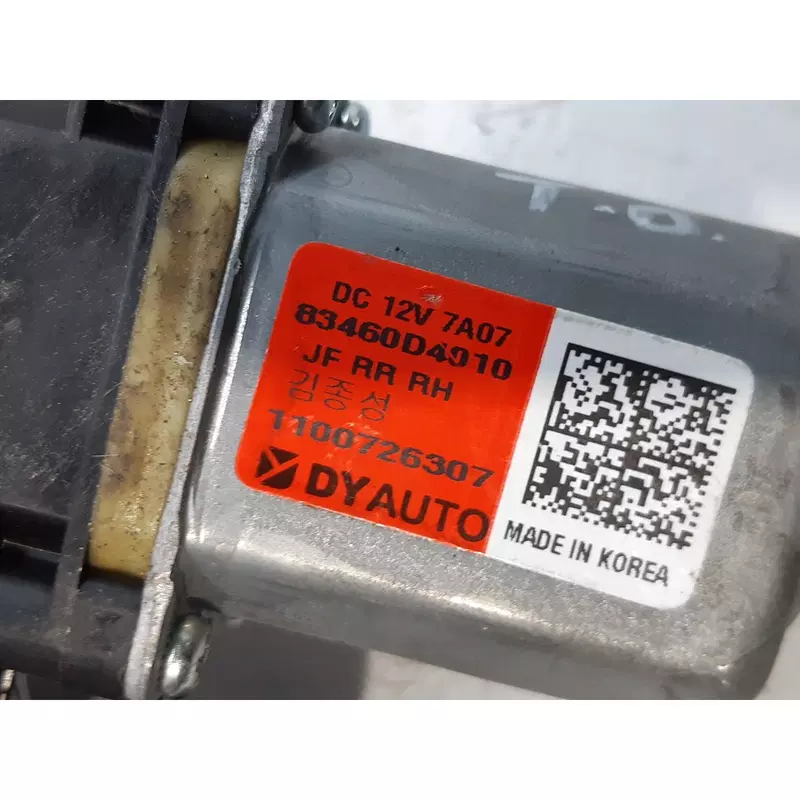 T.D.
DC 12V 7A07
83460D4910
JF RR RH
김종성
1100726307
DYAUTO
MADE IN KOREA